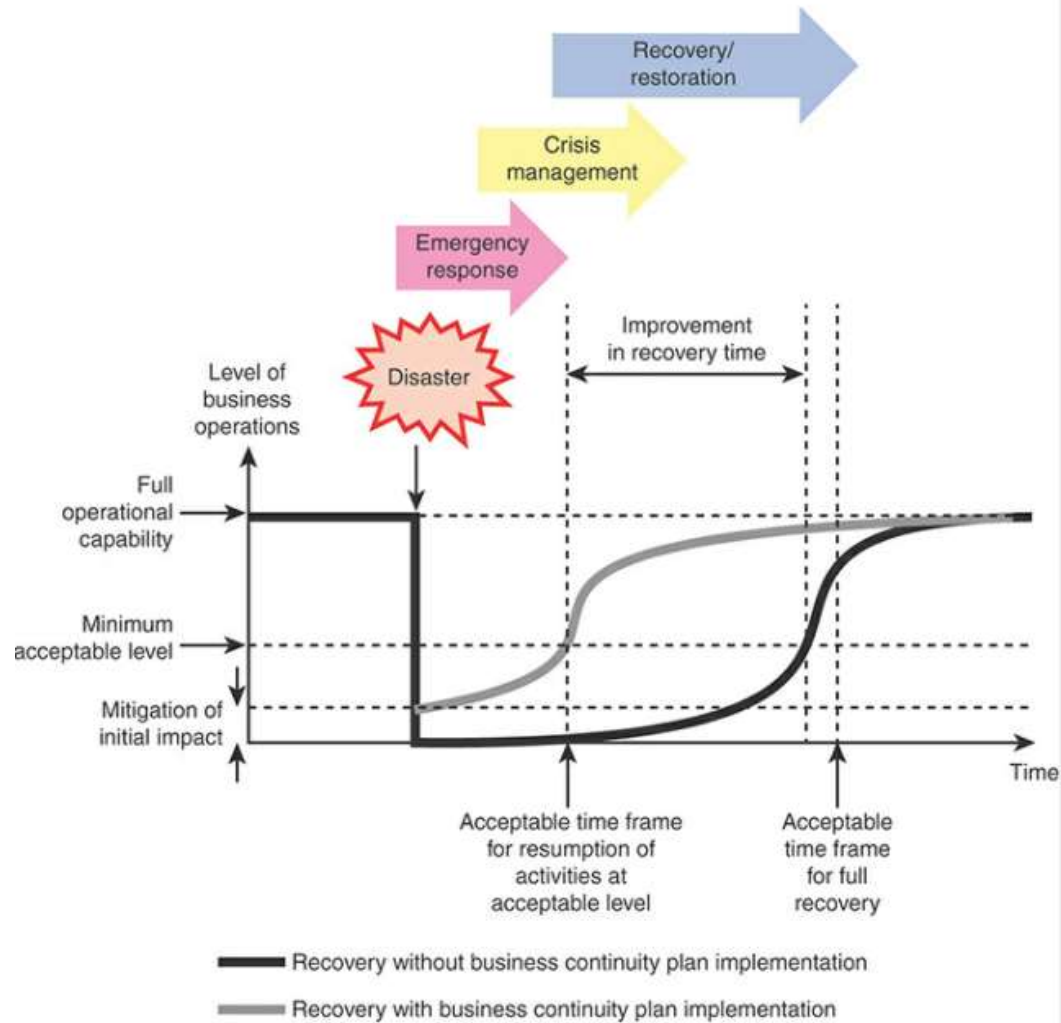 Recovery/
restoration
Crisis
management
Emergency
response
Improvement
in recovery time
Disaster
Level of
business
operations
Full
operational
capability
Minimum
acceptable level
Mitigation of
initial impact
Time
Acceptable time frame
for resumption of
activities at
acceptable level
Acceptable
time frame
for full
recovery
Recovery without business continuity plan implementation
Recovery with business continuity plan implementation